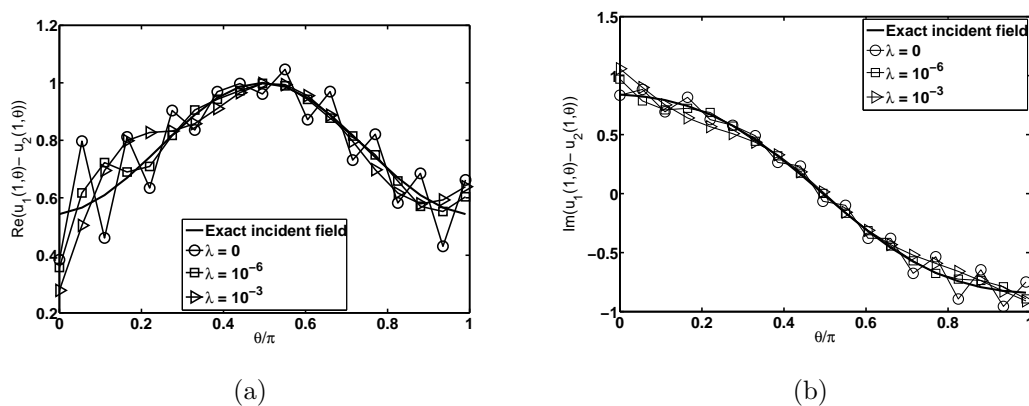 1.2
1
0.8
0.6
0.4
0.2
Re(u₁(1,θ)− u₂(1,θ))
Exact incident field
λ = 0
λ = 10⁻⁶
λ = 10⁻³
0 0.2 0.4 0.6 0.8 1
θ/π
(a)
1.5
1
0.5
0
−0.5
−1
Im(u₁(1,θ)− u₂(1,θ))
Exact incident field
λ = 0
λ = 10⁻⁶
λ = 10⁻³
0 0.2 0.4 0.6 0.8 1
θ/π
(b)